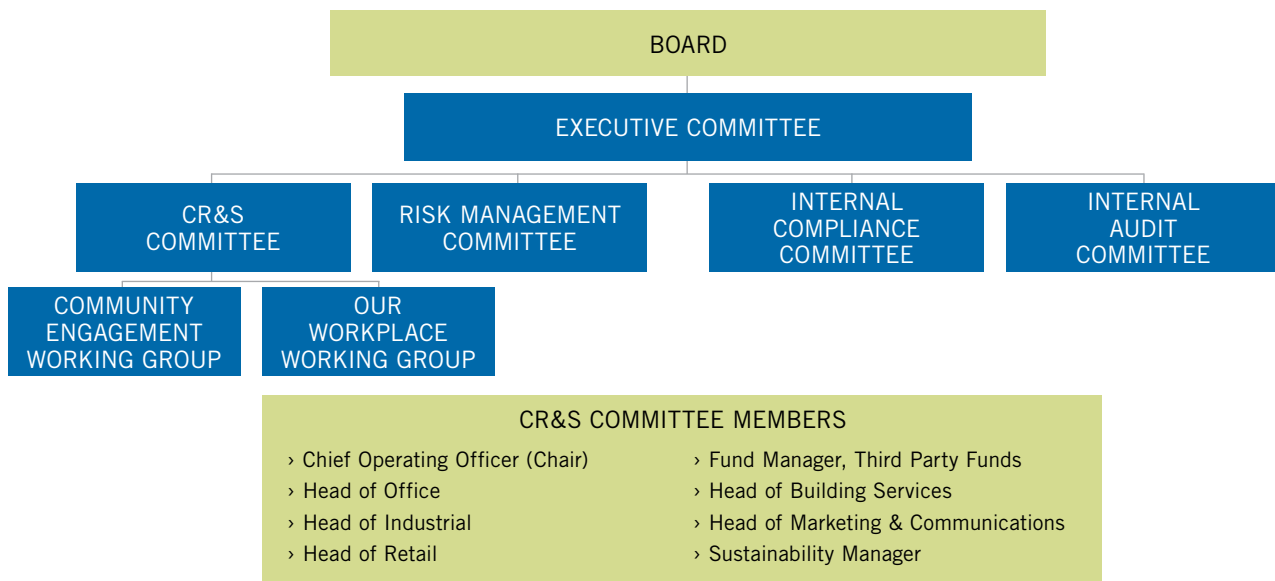 BOARD
EXECUTIVE COMMITTEE
CR&S
COMMITTEE
RISK MANAGEMENT
COMMITTEE
INTERNAL
COMPLIANCE
COMMITTEE
INTERNAL
AUDIT
COMMITTEE
COMMUNITY
ENGAGEMENT
WORKING GROUP
OUR
WORKPLACE
WORKING GROUP
CR&S COMMITTEE MEMBERS
› Chief Operating Officer (Chair)
› Head of Office
› Head of Industrial
› Head of Retail
› Fund Manager, Third Party Funds
› Head of Building Services
› Head of Marketing & Communications
› Sustainability Manager